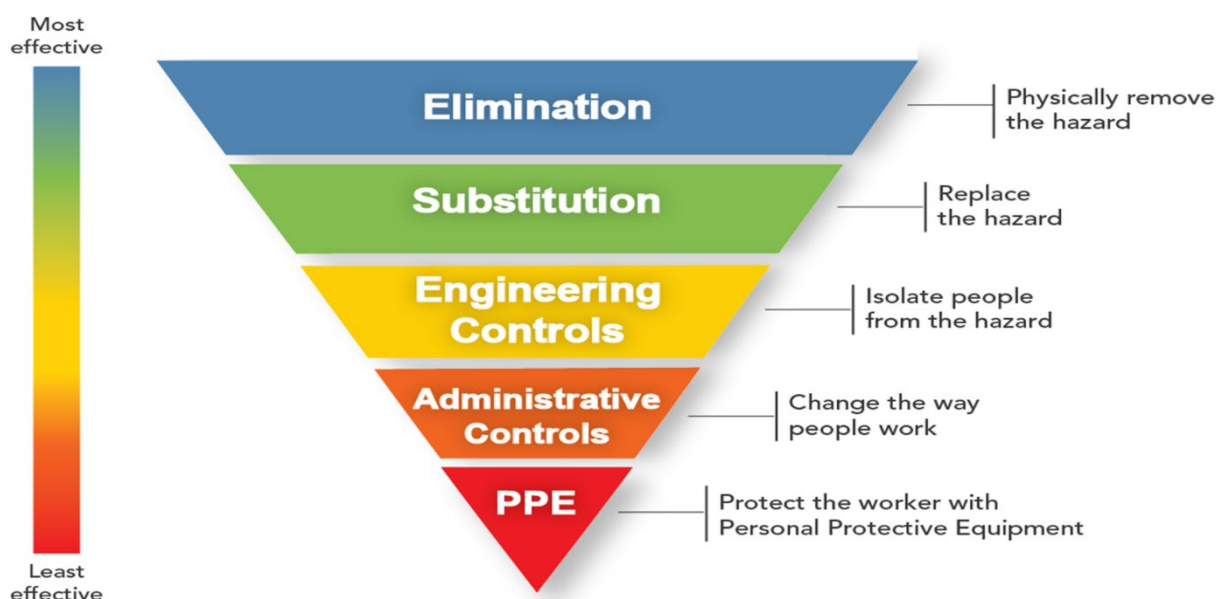 Most
effective
Elimination
Physically remove
the hazard
Substitution
Replace
the hazard
Engineering
Controls
Isolate people
from the hazard
Administrative
Controls
Change the way
people work
PPE
Protect the worker with
Personal Protective Equipment
Least
effective